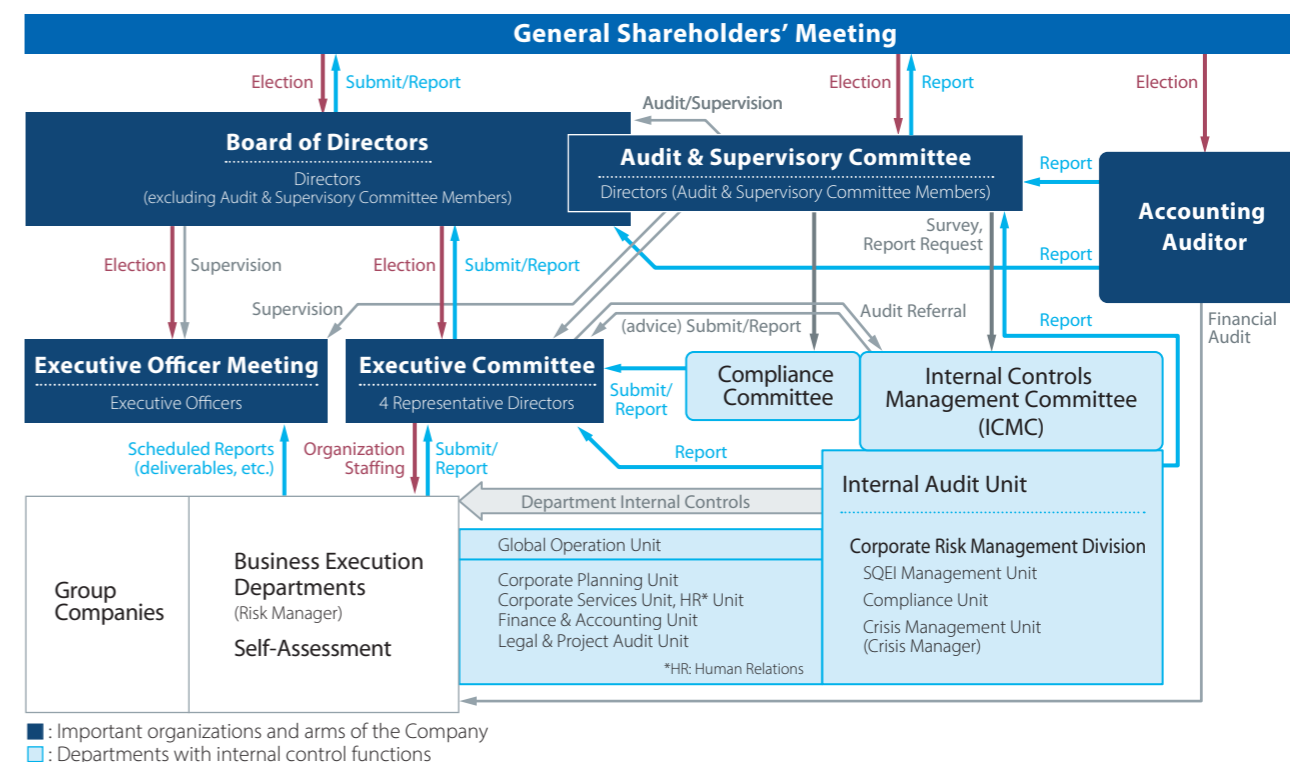 General Shareholders' Meeting
Election
Submit/Report
Audit/Supervision
Election
Report
Election
Board of Directors
Directors
(excluding Audit & Supervisory Committee Members)
Audit & Supervisory Committee
Directors (Audit & Supervisory Committee Members)
Report
Accounting
Auditor
Survey,
Report Request
Report
Election
Supervision
Election
Submit/Report
Supervision
(advice) Submit/Report
Audit Referral
Report
Financial
Audit
Executive Officer Meeting
Executive Officers
Executive Committee
4 Representative Directors
Submit/
Report
Compliance
Committee
Internal Controls
Management Committee
(ICMC)
Scheduled Reports
(deliverables, etc.)
Organization
Staffing
Submit/
Report
Report
Department Internal Controls
Internal Audit Unit
Corporate Risk Management Division
SQEI Management Unit
Compliance Unit
Crisis Management Unit
(Crisis Manager)
Group
Companies
Business Execution
Departments
(Risk Manager)
Self-Assessment
Global Operation Unit
Corporate Planning Unit
Corporate Services Unit, HR* Unit
Finance & Accounting Unit
Legal & Project Audit Unit
*HR: Human Relations
: Important organizations and arms of the Company
: Departments with internal control functions